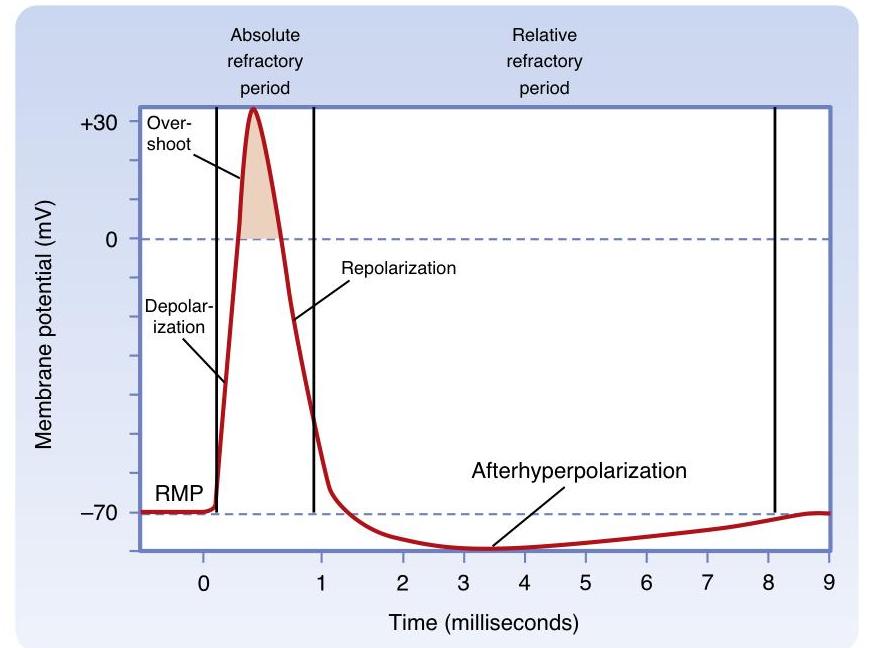 Absolute
refractory
period
Relative
refractory
period
+30
Over-
shoot
0
Repolarization
Depolar-
ization
Membrane potential (mV)
Afterhyperpolarization
RMP
–70
0 1 2 3 4 5 6 7 8 9
Time (milliseconds)